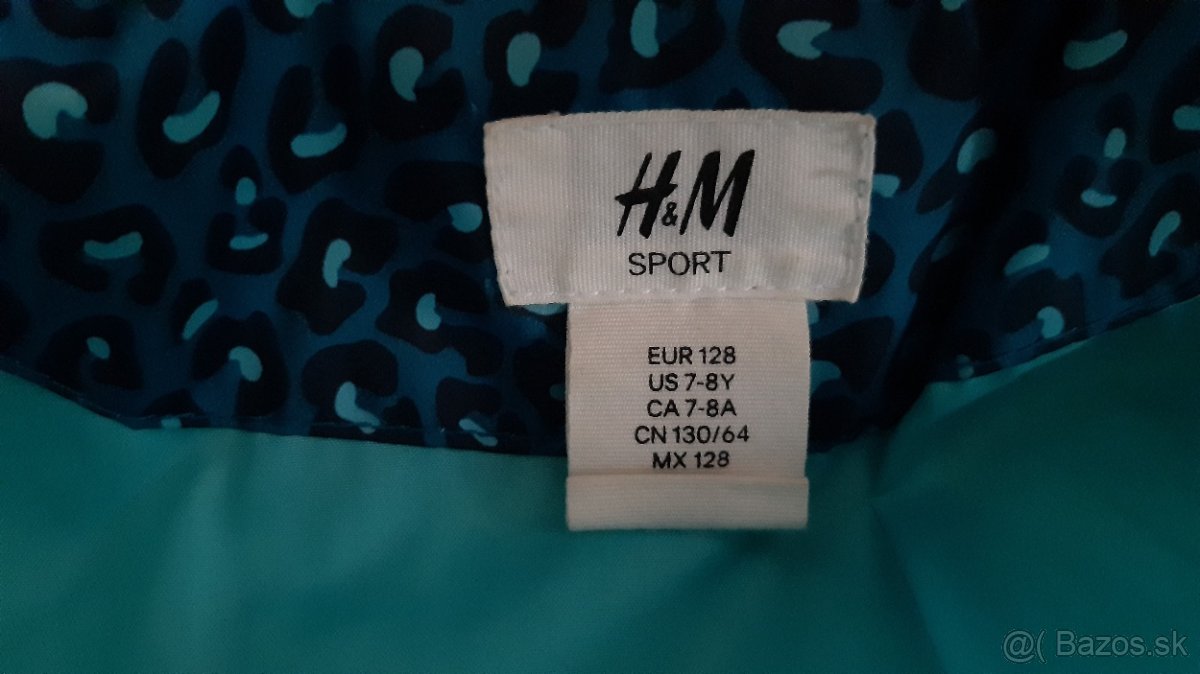 H&M
SPORT
EUR 128
US 7-8Y
CA 7-8A
CN 130/64
MX 128
@( Bazos.sk